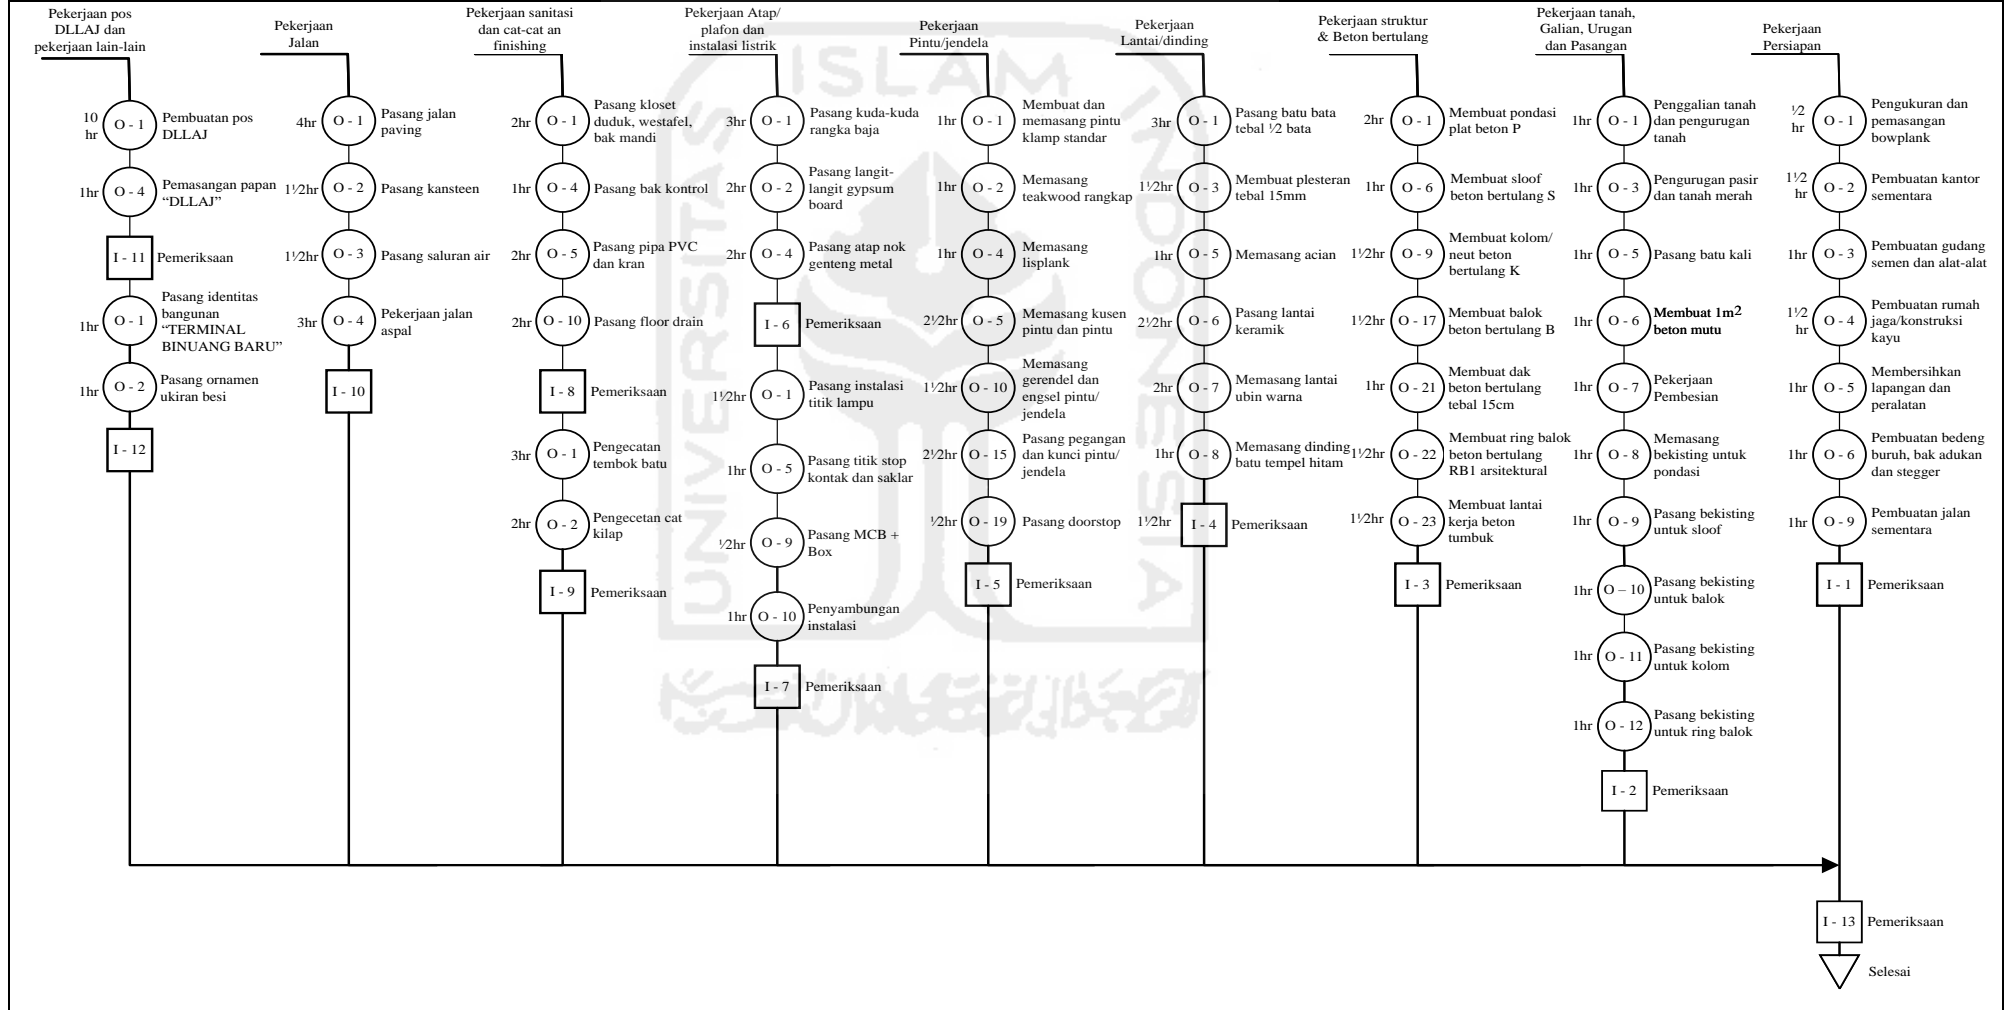 Pekerjaan pos
DLLAJ dan
pekerjaan lain-lain
10
hr
O - 1
Pembuatan pos
DLLAJ
1hr
O - 4
Pemasangan papan
“DLLAJ”
I - 11
Pemeriksaan
1hr
O - 1
Pasang identitas
bangunan
“TERMINAL
BINUANG BARU”
1hr
O - 2
Pasang ornamen
ukiran besi
I - 12
Pekerjaan
Jalan
4hr
O - 1
Pasang jalan
paving
1½hr
O - 2
Pasang kansteen
1½hr
O - 3
Pasang saluran air
3hr
O - 4
Pekerjaan jalan
aspal
I - 10
Pekerjaan sanitasi
dan cat-cat an
finishing
2hr
O - 1
Pasang kloset
duduk, westafel,
bak mandi
1hr
O - 4
Pasang bak kontrol
2hr
O - 5
Pasang pipa PVC
dan kran
2hr
O - 10
Pasang floor drain
I - 8
Pemeriksaan
3hr
O - 1
Pengecatan
tembok batu
2hr
O - 2
Pengecetan cat
kilap
I - 9
Pemeriksaan
Pekerjaan Atap/
plafon dan
instalasi listrik
3hr
O - 1
Pasang kuda-kuda
rangka baja
2hr
O - 2
Pasang langit-
langit gypsum
board
2hr
O - 4
Pasang atap nok
genteng metal
I - 6
Pemeriksaan
1½hr
O - 1
Pasang instalasi
titik lampu
1hr
O - 5
Pasang titik stop
kontak dan saklar
½hr
O - 9
Pasang MCB +
Box
1hr
O - 10
Penyambungan
instalasi
I - 7
Pemeriksaan
Pekerjaan
Pintu/jendela
1hr
O - 1
Membuat dan
memasang pintu
klamp standar
1hr
O - 2
Memasang
teakwood rangkap
1hr
O - 4
Memasang
lisplank
2½hr
O - 5
Memasang kusen
pintu dan pintu
1½hr
O - 10
Memasang
gerendel dan
engsel pintu/
jendela
2½hr
O - 15
Pasang pegangan
dan kunci pintu/
jendela
½hr
O - 19
Pasang doorstop
I - 5
Pemeriksaan
Pekerjaan
Lantai/dinding
3hr
O - 1
Pasang batu bata
tebal ½ bata
1½hr
O - 3
Membuat plesteran
tebal 15mm
1hr
O - 5
Memasang acian
2½hr
O - 6
Pasang lantai
keramik
2hr
O - 7
Memasang lantai
ubin warna
1hr
O - 8
Memasang dinding
batu tempel hitam
1½hr
I - 4
Pemeriksaan
Pekerjaan struktur
& Beton bertulang
2hr
O - 1
Membuat pondasi
plat beton P
1hr
O - 6
Membuat sloof
beton bertulang S
1½hr
O - 9
Membuat kolom/
neut beton
bertulang K
1½hr
O - 17
Membuat balok
beton bertulang B
1hr
O - 21
Membuat dak
beton bertulang
tebal 15cm
1½hr
O - 22
Membuat ring balok
beton bertulang
RB1 arsitektural
1½hr
O - 23
Membuat lantai
kerja beton
tumbuk
I - 3
Pemeriksaan
Pekerjaan tanah,
Galian, Urugan
dan Pasangan
1hr
O - 1
Penggalian tanah
dan pengurugan
tanah
1hr
O - 3
Pengurugan pasir
dan tanah merah
1hr
O - 5
Pasang batu kali
1hr
O - 6
Membuat 1m²
beton mutu
1hr
O - 7
Pekerjaan
Pembesian
1hr
O - 8
Memasang
bekisting untuk
pondasi
1hr
O - 9
Pasang bekisting
untuk sloof
1hr
O – 10
Pasang bekisting
untuk balok
1hr
O - 11
Pasang bekisting
untuk kolom
1hr
O - 12
Pasang bekisting
untuk ring balok
I - 2
Pemeriksaan
Pekerjaan
Persiapan
½
hr
O - 1
Pengukuran dan
pemasangan
bowplank
1½
hr
O - 2
Pembuatan kantor
sementara
1hr
O - 3
Pembuatan gudang
semen dan alat-alat
1½
hr
O - 4
Pembuatan rumah
jaga/konstruksi
kayu
1hr
O - 5
Membersihkan
lapangan dan
peralatan
1hr
O - 6
Pembuatan bedeng
buruh, bak adukan
dan stegger
1hr
O - 9
Pembuatan jalan
sementara
I - 1
Pemeriksaan
I - 13
Pemeriksaan
Selesai
UNIVERSITAS
ISLAM
INDONESIA